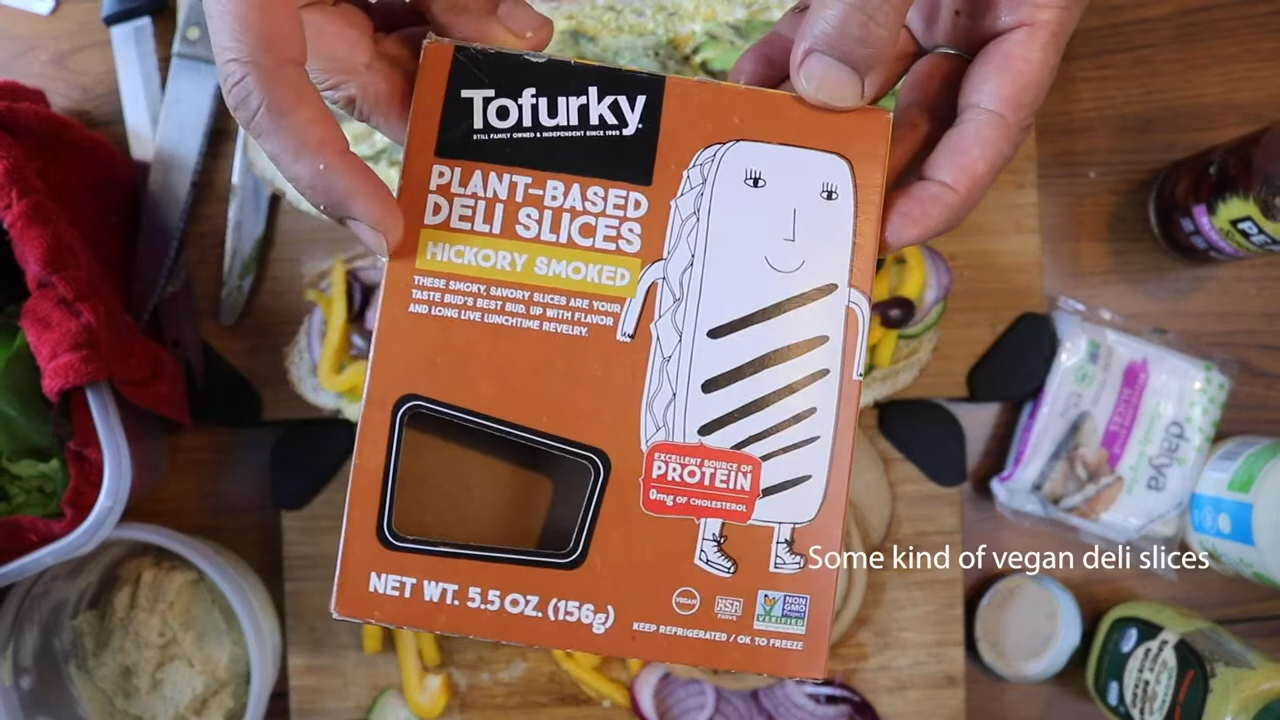 Tofurky
STILL FAMILY OWNED & INDEPENDENT SINCE 1980
PLANT-BASED
DELI SLICES
HICKORY SMOKED
THESE SMOKY, SAVORY SLICES ARE YOUR
TASTE BUD'S BEST BUD. UP WITH FLAVOR
AND LONG LIVE LUNCHTIME REVELRY.
EXCELLENT SOURCE OF
PROTEIN
0mg OF CHOLESTEROL
Some kind of vegan deli slices
NET WT. 5.5 OZ. (156g)
VEGAN
KSA
PARVE
NON
GMO
Project
VERIFIED
KEEP REFRIGERATED / OK TO FREEZE
daiya